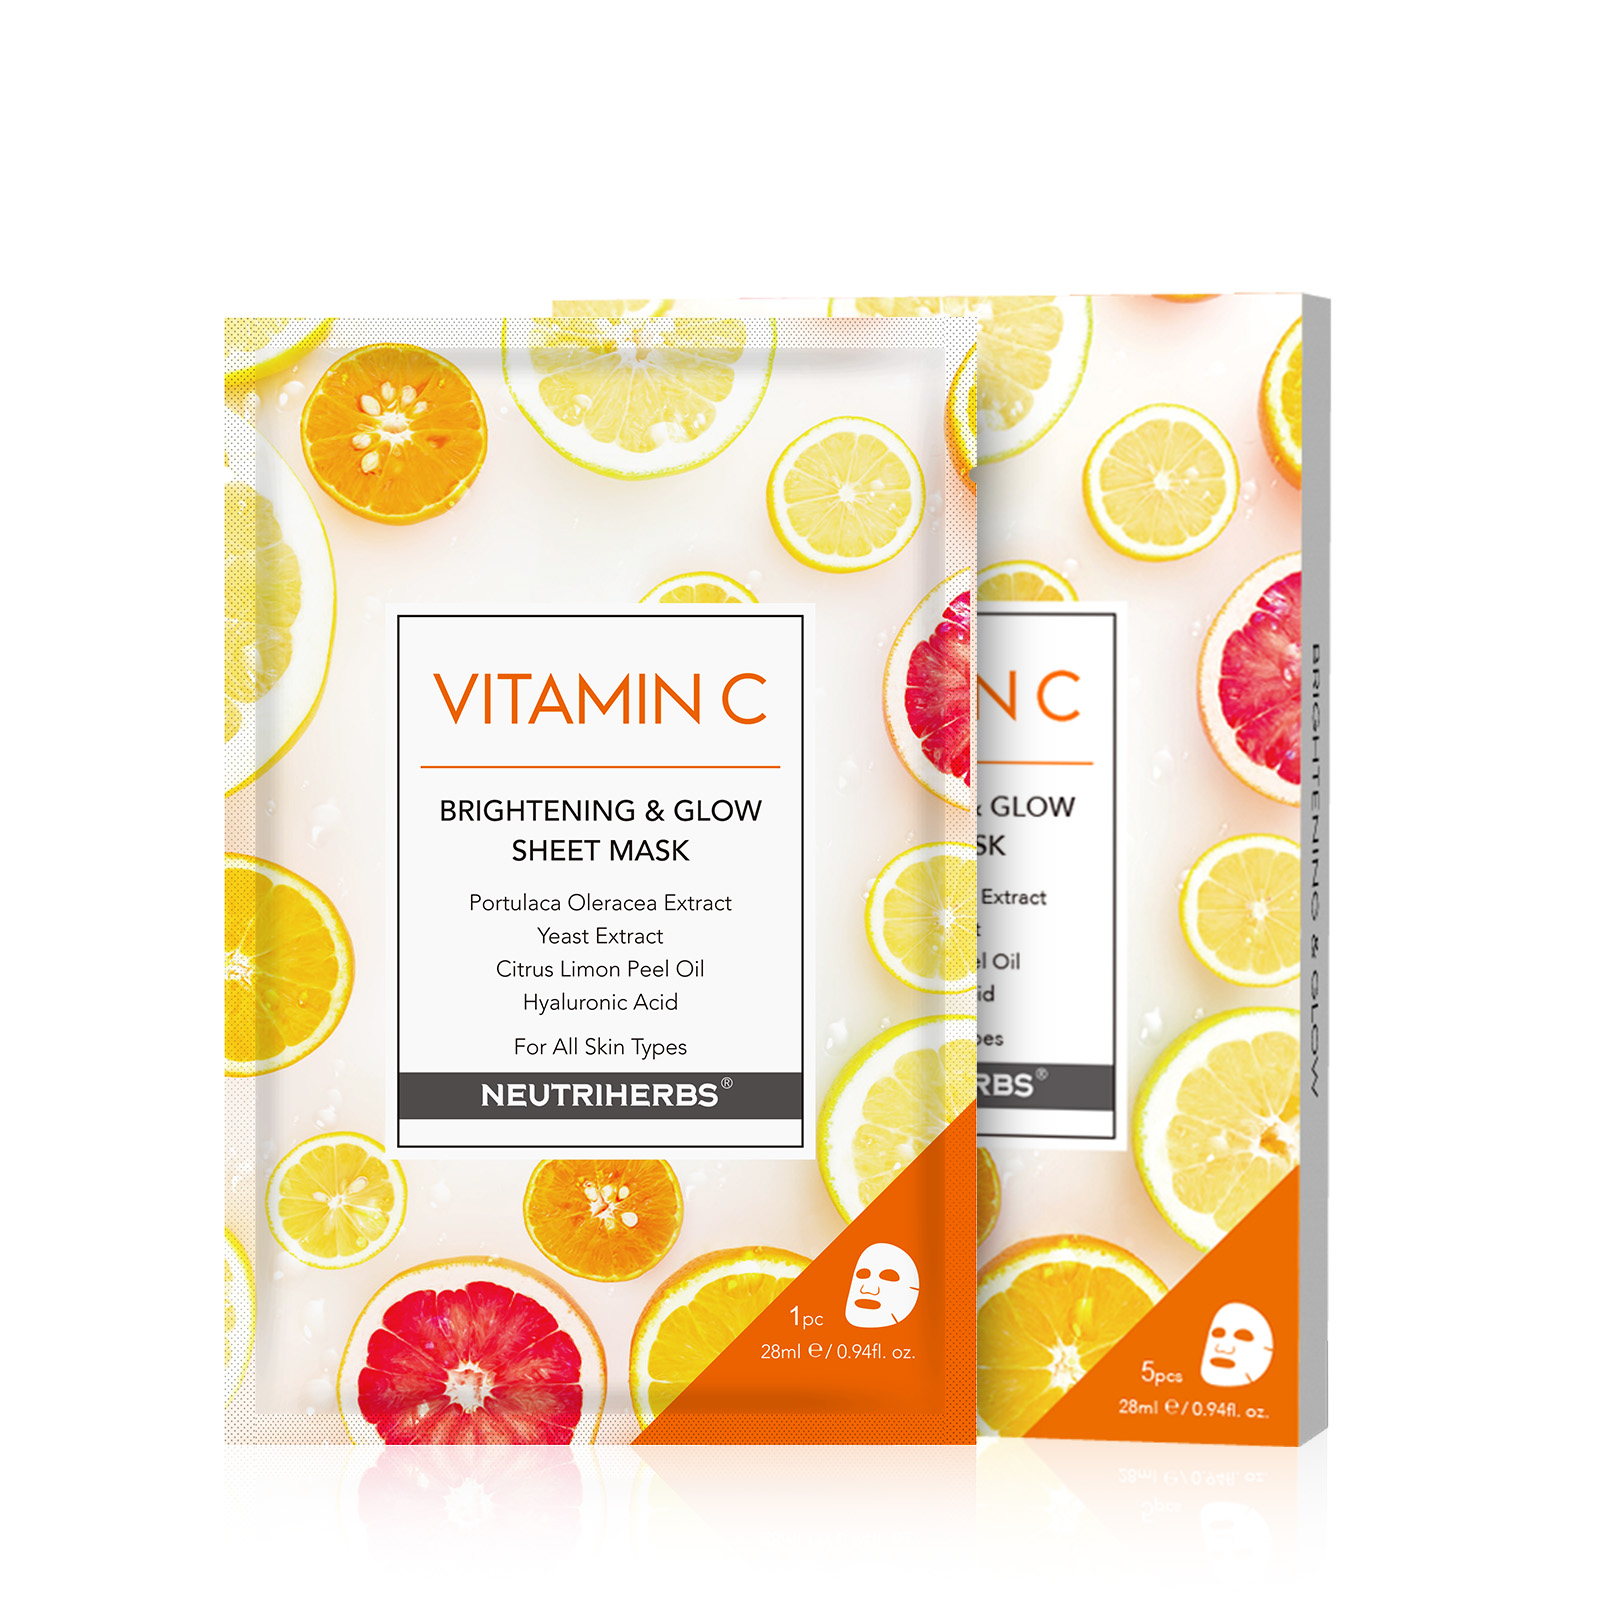 VITAMIN C
BRIGHTENING & GLOW
SHEET MASK
Portulaca Oleracea Extract
Yeast Extract
Citrus Limon Peel Oil
Hyaluronic Acid
For All Skin Types
NEUTRIHERBS®
1pc
28ml ℮/ 0.94fl. oz.
N C
& GLOW
SK
Extract
t
el Oil
id
pes
RBS®
5pcs
28ml ℮/ 0.94fl. oz.
BRIGHTENING & GLOW